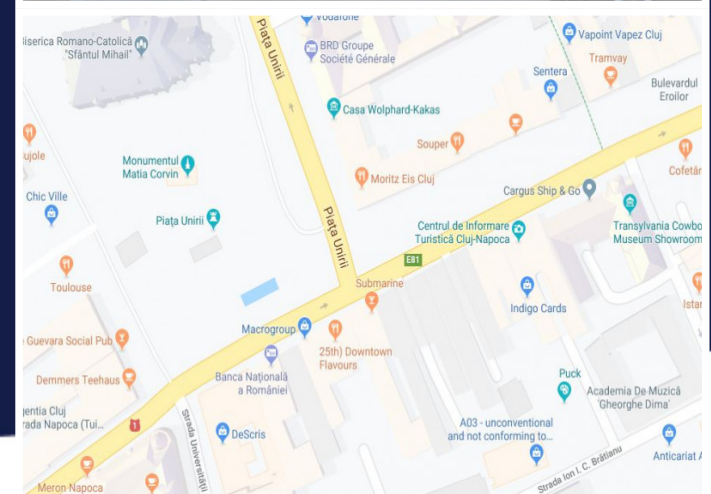 Vodafone
Biserica Romano-Catolică
"Sfântul Mihail"
Piața Unirii
BRD Groupe
Société Générale
Vapoint Vapez Cluj
Tramvay
Sentera
Bulevardul
Eroilor
Casa Wolphard-Kakas
Souper
ujole
Monumentul
Matia Corvin
Moritz Eis Cluj
Cofetăr
Chic Ville
Cargus Ship & Go
Piața Unirii
Piața Unirii
Centrul de Informare
Turistică Cluj-Napoca
Transylvania Cowbo
Museum Showroom
E81
Toulouse
Submarine
Indigo Cards
Istar
Macrogroup
Guevara Social Pub
25th) Downtown
Flavours
Demmers Teehaus
Banca Națională
a României
Puck
Academia De Muzică
'Gheorghe Dima'
gentia Cluj
rada Napoca (Tui...
1
Strada Universității
DeScris
A03 - unconventional
and not conforming to...
Anticariat A
Strada Ion I. C. Brătianu
Meron Napoca